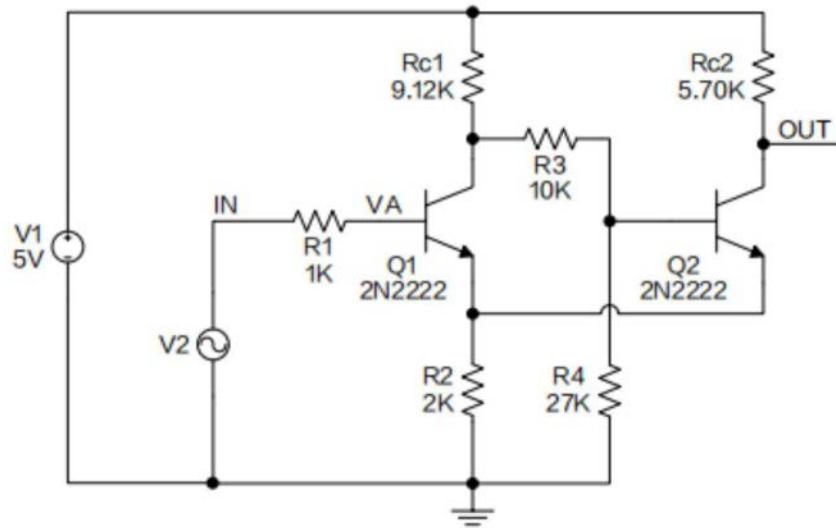 Rc1
9.12K
Rc2
5.70K
OUT
R3
10K
IN
VA
R1
1K
Q1
2N2222
Q2
2N2222
V1
5V
V2
R2
2K
R4
27K